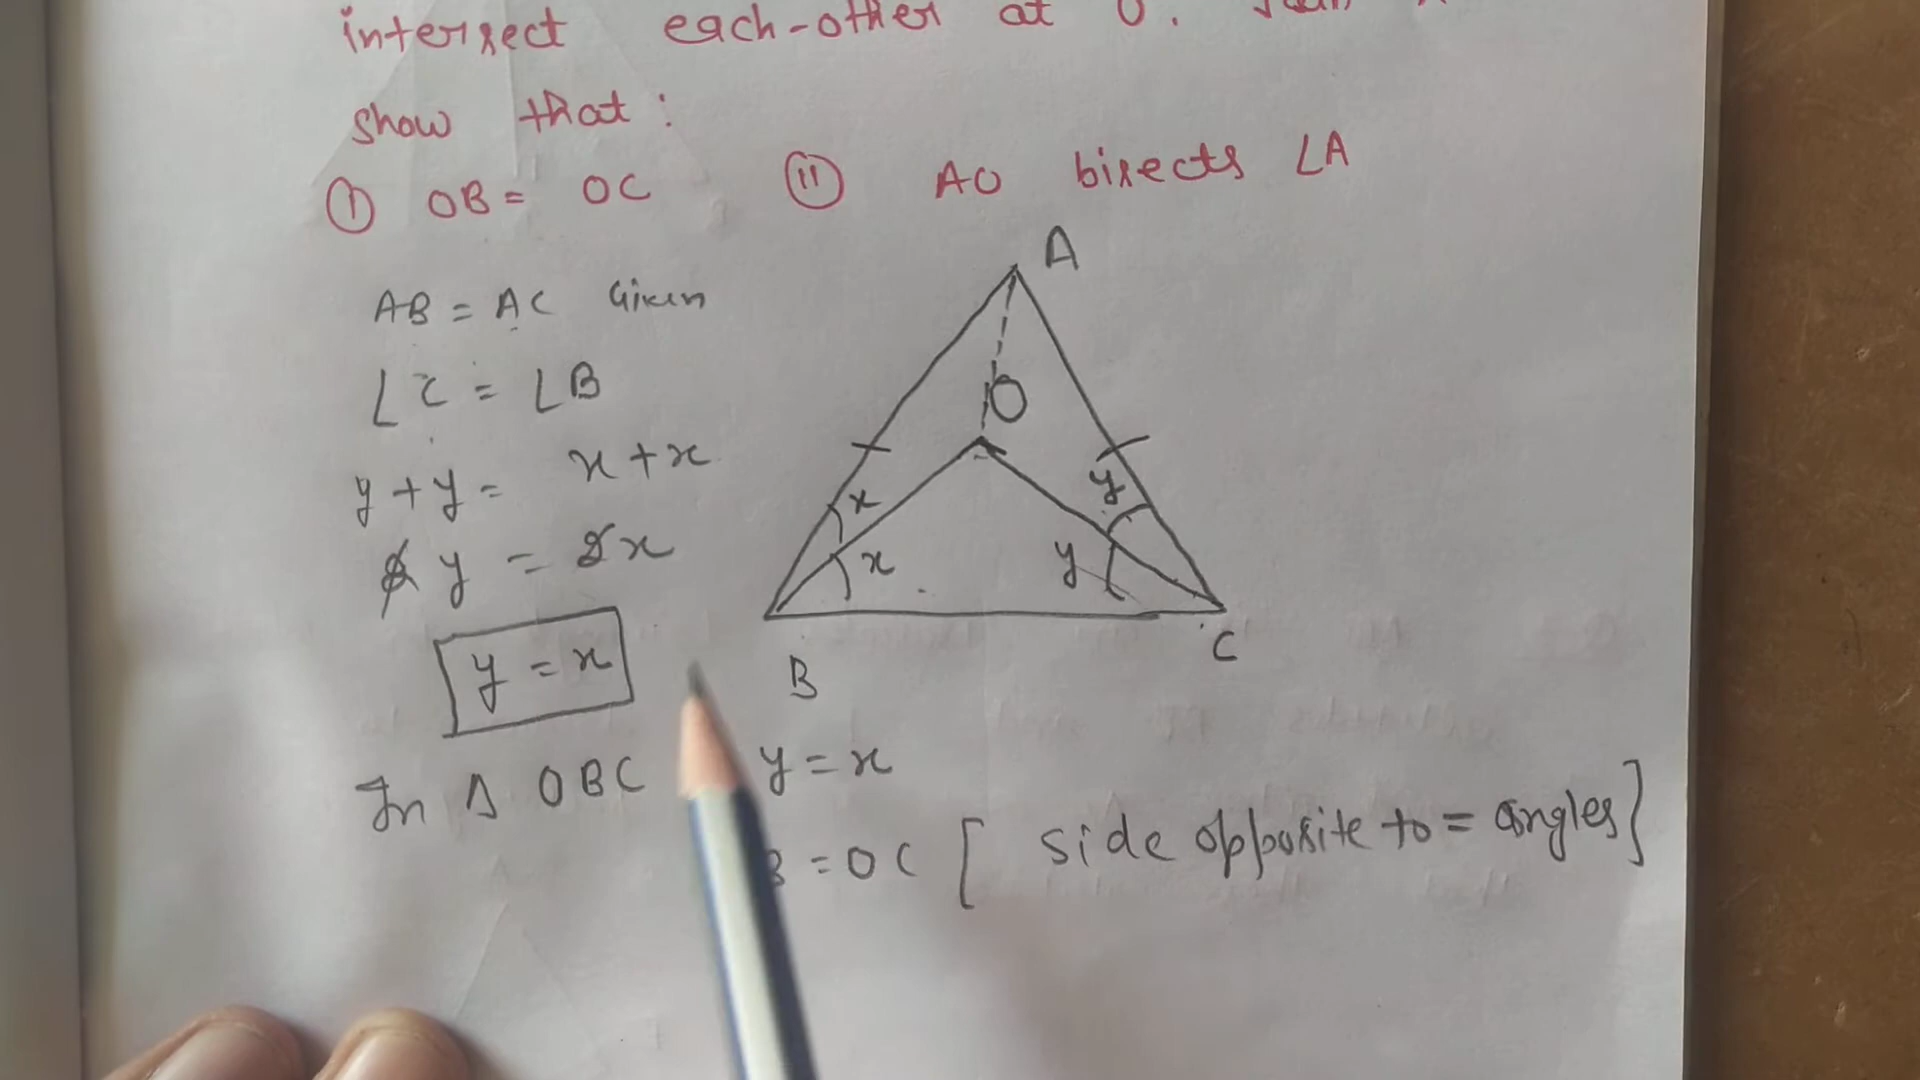 intersect each-other at O.
show that:
(i) OB = OC (ii) AO bisects ∠A
AB = AC Given
∠C = ∠B
y + y = x + x
2y = 2x
y = x
In Δ OBC y = x
B = OC [ side opposite to = angles]
A
O
x
x
y
y
B
C